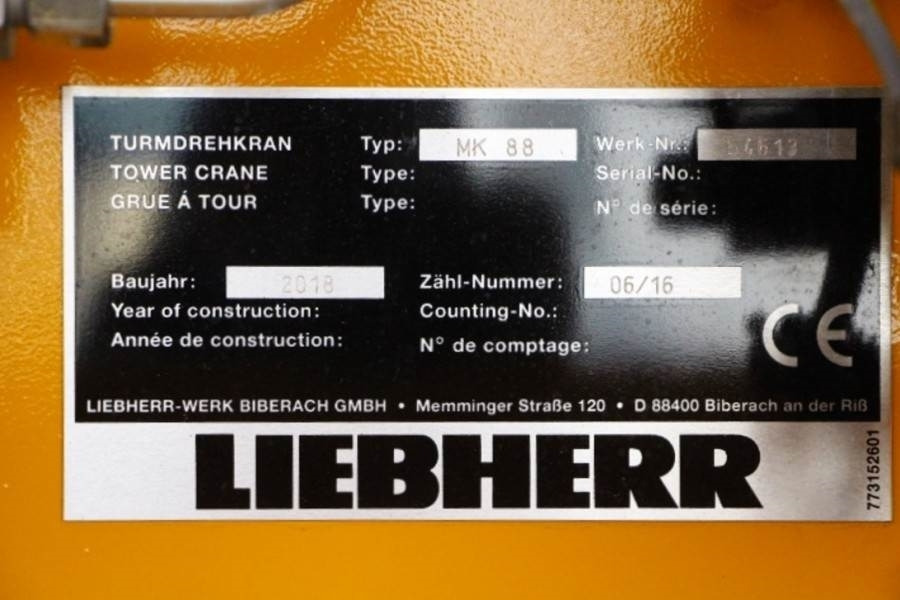 TURMDREHKRAN Typ: MK 88 Werk-Nr.: 54613
TOWER CRANE Type: Serial-No.:
GRUE Á TOUR Type: N° de série:
Baujahr: 2018 Zähl-Nummer: 06/16
Year of construction: Counting-No.:
Année de construction: N° de comptage:
CE
LIEBHERR-WERK BIBERACH GMBH • Memminger Straße 120 • D 88400 Biberach an der Riß
LIEBHERR
773152601